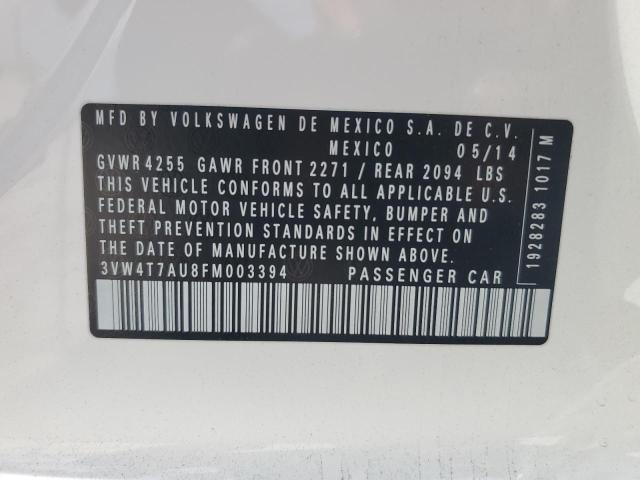 MFD BY VOLKSWAGEN DE MEXICO S.A. DE C.V.
MEXICO 05/14
GVWR 4255 GAWR FRONT 2271 / REAR 2094 LBS
THIS VEHICLE CONFORMS TO ALL APPLICABLE U.S.
FEDERAL MOTOR VEHICLE SAFETY, BUMPER AND
THEFT PREVENTION STANDARDS IN EFFECT ON
THE DATE OF MANUFACTURE SHOWN ABOVE.
3VW4T7AU8FM003394 PASSENGER CAR
1928283 1017 M